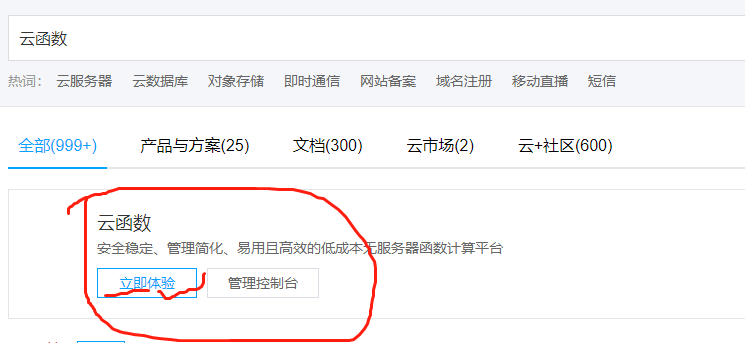 云函数
热词： 云服务器 云数据库 对象存储 即时通信 网站备案 域名注册 移动直播 短信
全部(999+) 产品与方案(25) 文档(300) 云市场(2) 云+社区(600)
云函数
安全稳定、管理简化、易用且高效的低成本无服务器函数计算平台
立即体验 管理控制台